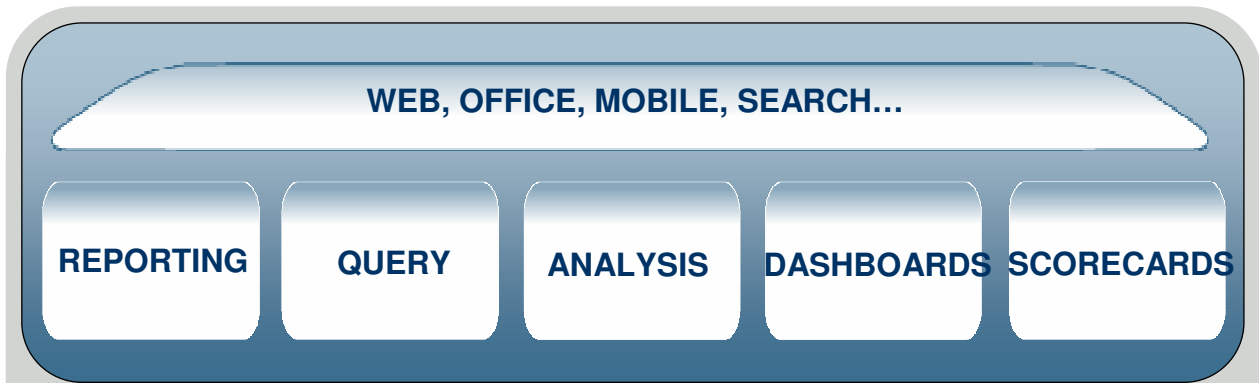 WEB, OFFICE, MOBILE, SEARCH...
REPORTING
QUERY
ANALYSIS
DASHBOARDS
SCORECARDS